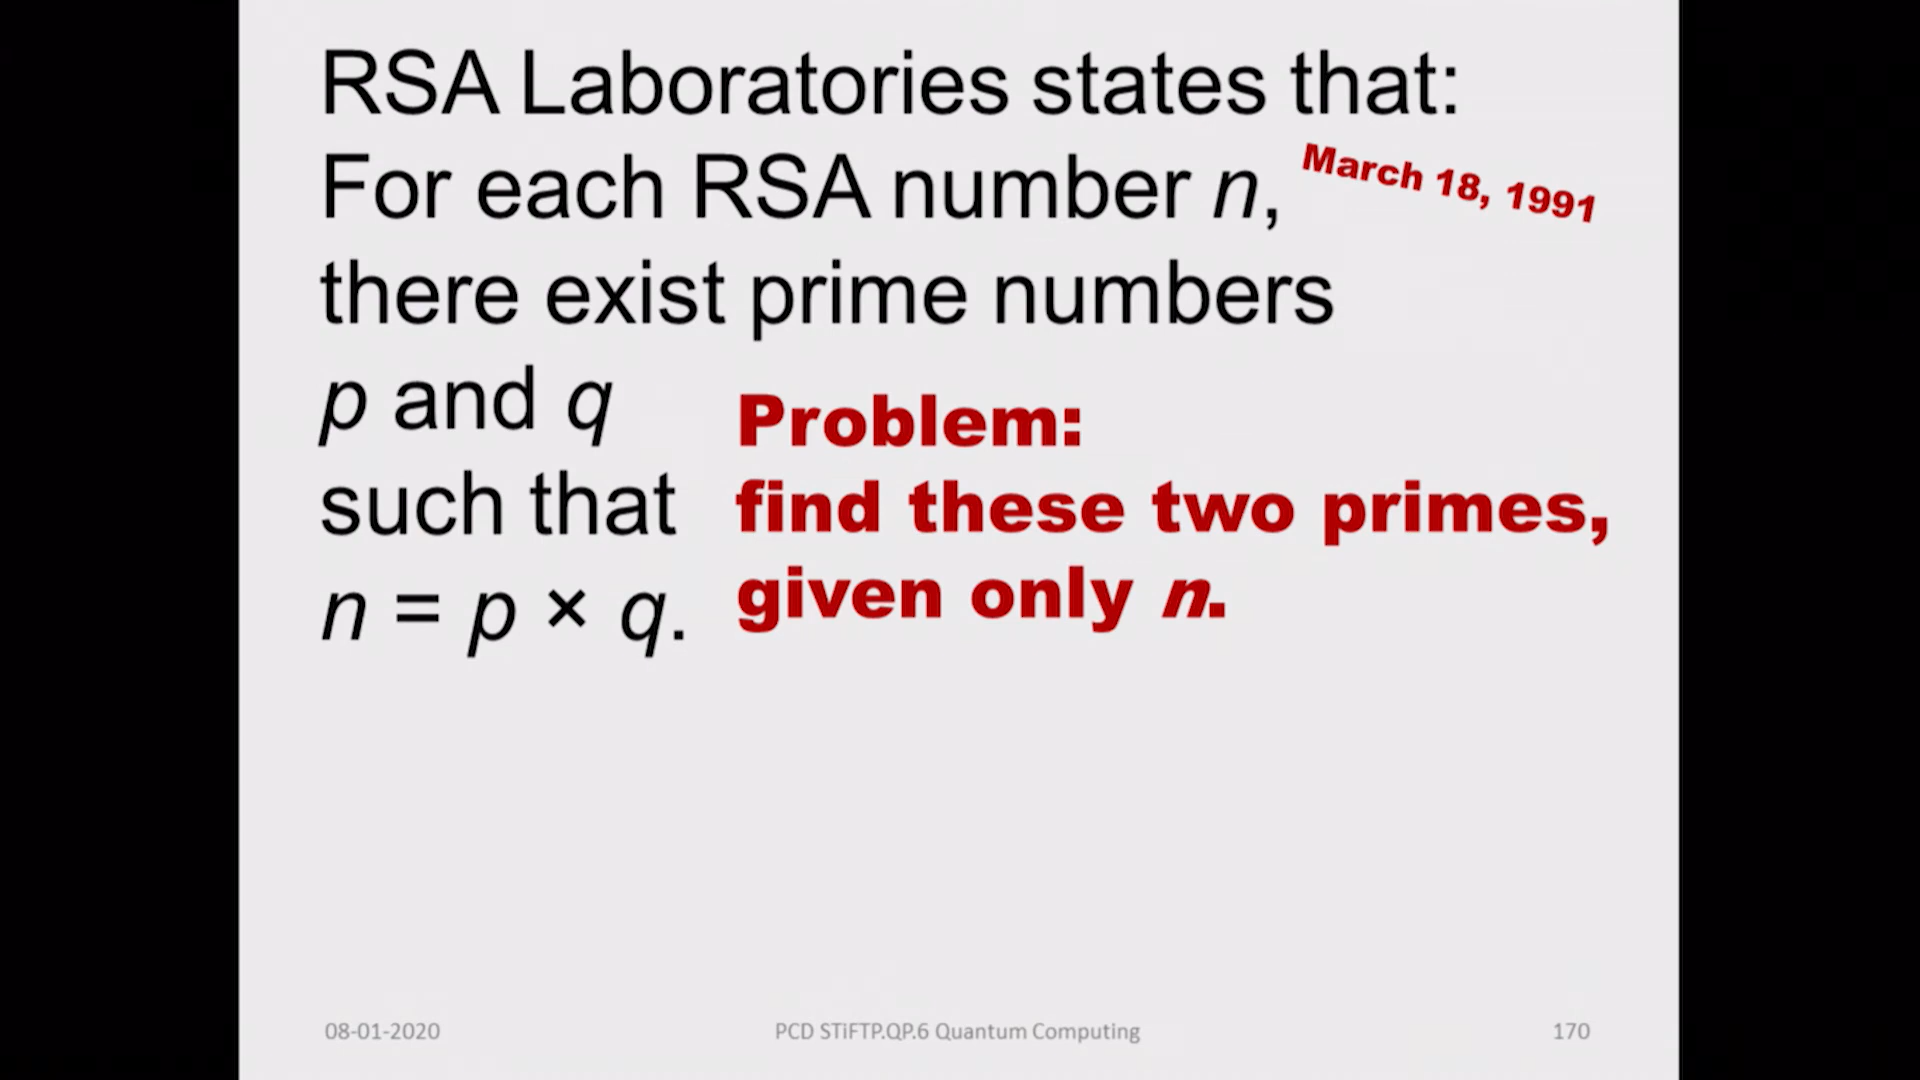 RSA Laboratories states that:
For each RSA number n,
March 18, 1991
there exist prime numbers
p and q
such that
n = p × q.
Problem:
find these two primes,
given only n.
08-01-2020
PCD STiFTP.QP.6 Quantum Computing
170